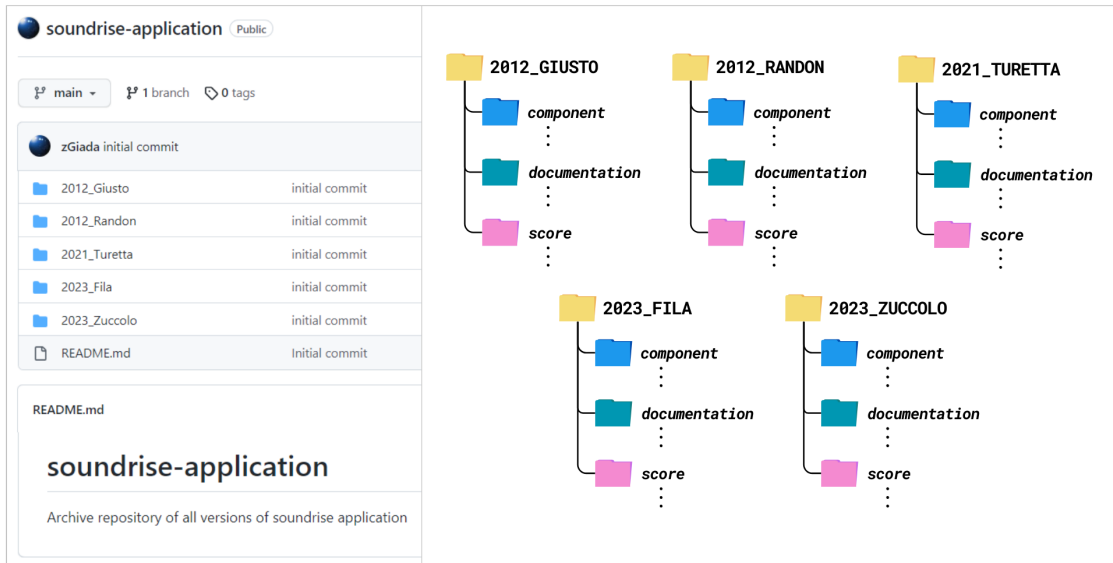 soundrise-application Public
main 1 branch 0 tags
zGiada initial commit
2012_Giusto initial commit
2012_Randon initial commit
2021_Turetta initial commit
2023_Fila initial commit
2023_Zuccolo initial commit
README.md Initial commit
README.md
soundrise-application
Archive repository of all versions of soundrise application
2012_GIUSTO
component
documentation
score
2012_RANDON
component
documentation
score
2021_TURETTA
component
documentation
score
2023_FILA
component
documentation
score
2023_ZUCCOLO
component
documentation
score